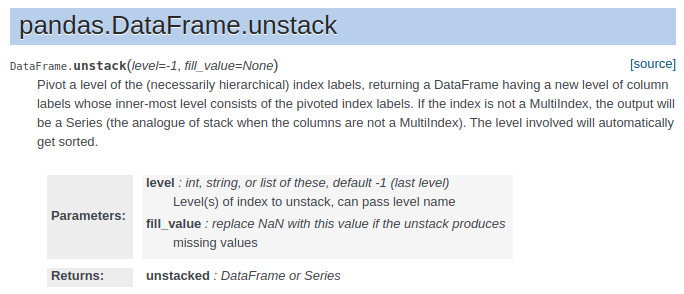 pandas.DataFrame.unstack
DataFrame.unstack(level=-1, fill_value=None) [source]
Pivot a level of the (necessarily hierarchical) index labels, returning a DataFrame having a new level of column
labels whose inner-most level consists of the pivoted index labels. If the index is not a MultiIndex, the output will
be a Series (the analogue of stack when the columns are not a MultiIndex). The level involved will automatically
get sorted.
Parameters:
level : int, string, or list of these, default -1 (last level)
Level(s) of index to unstack, can pass level name
fill_value : replace NaN with this value if the unstack produces
missing values
Returns: unstacked : DataFrame or Series